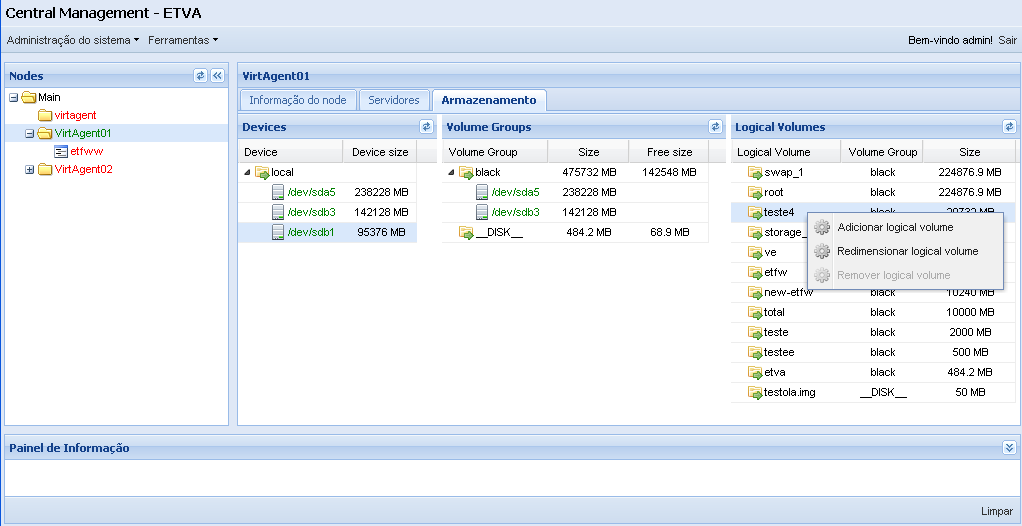 Central Management - ETVA
Administração do sistema Ferramentas Bem-vindo admin! Sair
Nodes
Main
virtagent
VirtAgent01
etfww
VirtAgent02
VirtAgent01
Informação do node Servidores Armazenamento
Devices
Device Device size
local
/dev/sda5 238228 MB
/dev/sdb3 142128 MB
/dev/sdb1 95376 MB
Volume Groups
Volume Group Size Free size
black 475732 MB 142548 MB
/dev/sda5 238228 MB
/dev/sdb3 142128 MB
__DISK__ 484.2 MB 68.9 MB
Logical Volumes
Logical Volume Volume Group Size
swap_1 black 224876.9 MB
root black 224876.9 MB
teste4 black 20732 MB
storage_
ve
etfw
new-etfw black 10240 MB
total black 10000 MB
teste black 2000 MB
testee black 500 MB
etva black 484.2 MB
testola.img __DISK__ 50 MB
Adicionar logical volume
Redimensionar logical volume
Remover logical volume
Painel de Informação
Limpar